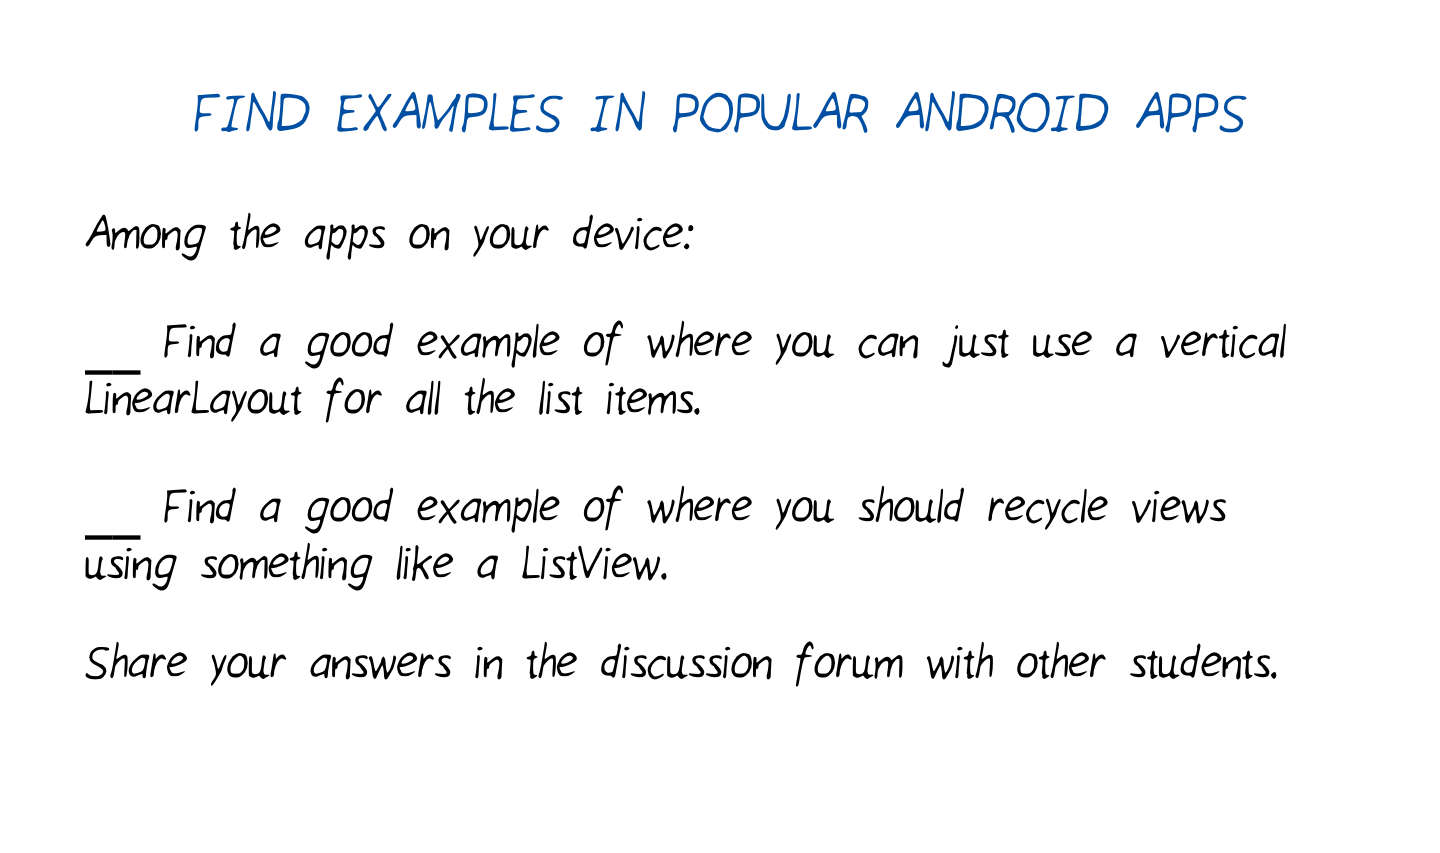 FIND EXAMPLES IN POPULAR ANDROID APPS
Among the apps on your device:
__ Find a good example of where you can just use a vertical
LinearLayout for all the list items.
__ Find a good example of where you should recycle views
using something like a ListView.
Share your answers in the discussion forum with other students.